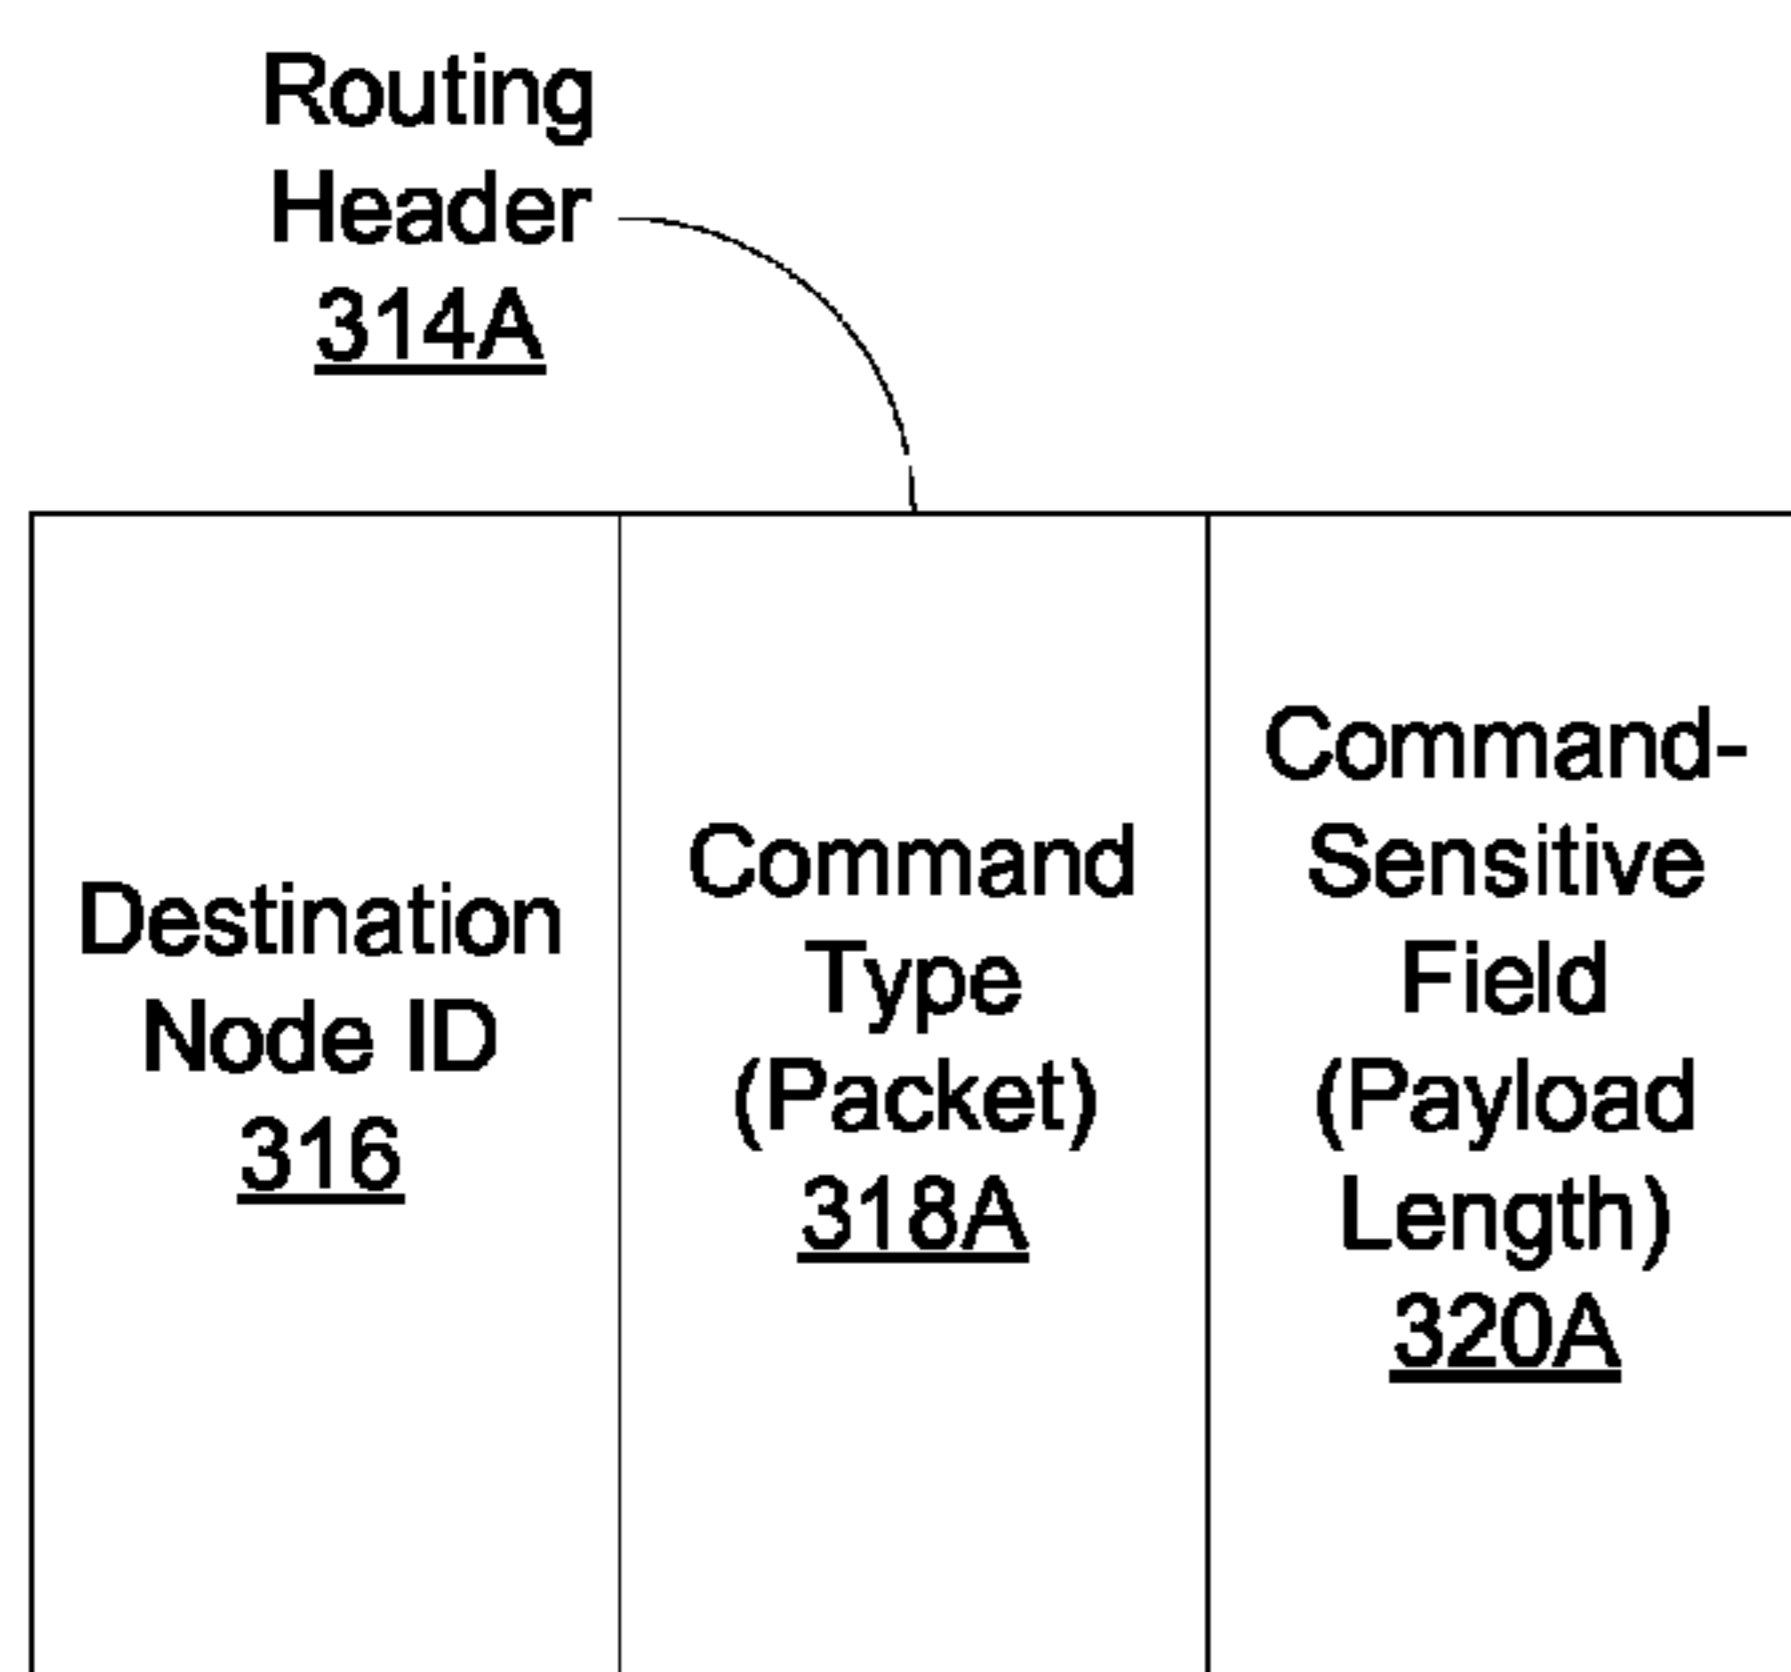 Routing
Header
314A
Destination
Node ID
316
Command
Type
(Packet)
318A
Command-
Sensitive
Field
(Payload
Length)
320A